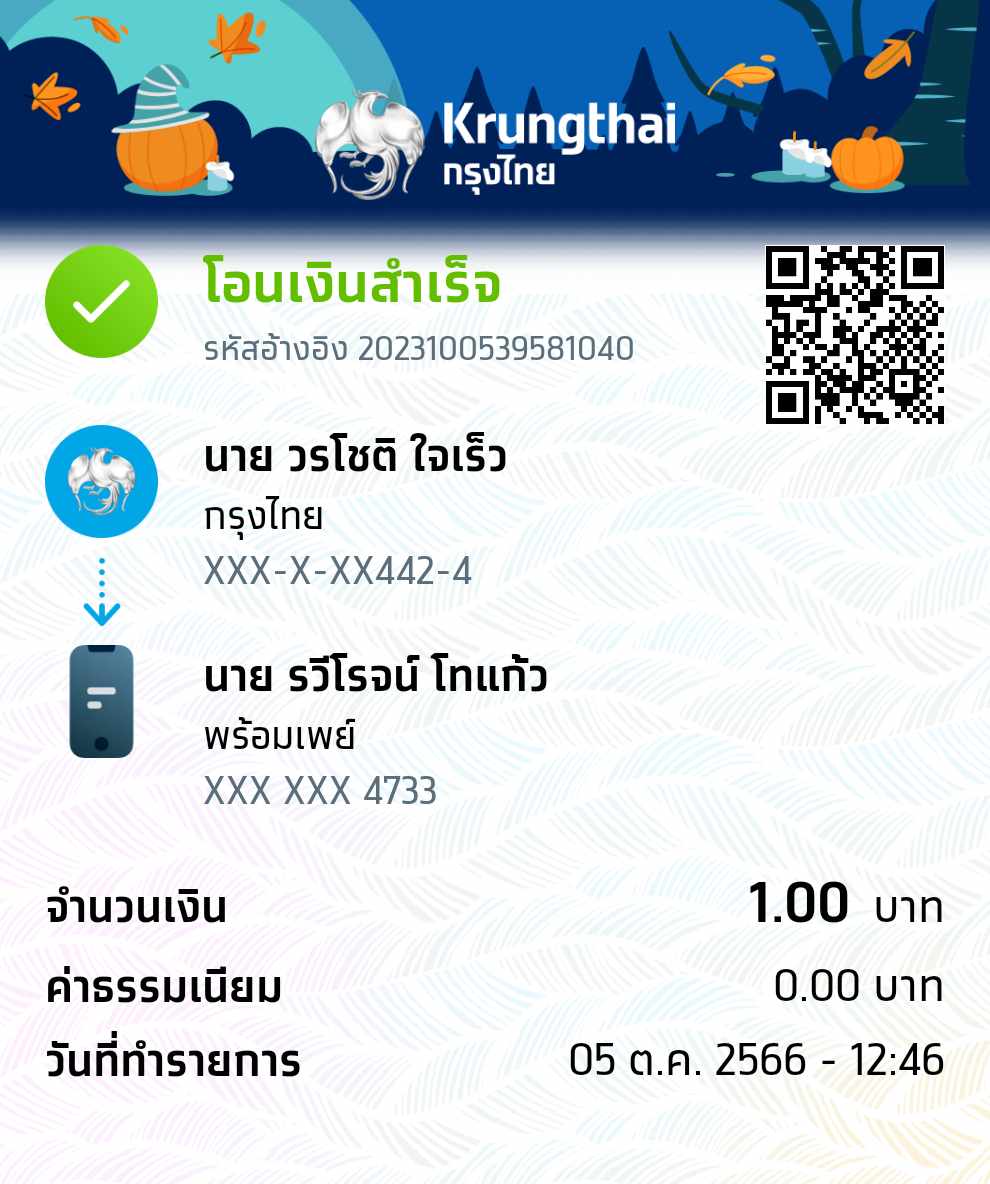 Krungthai
กรุงไทย
โอนเงินสำเร็จ
รหัสอ้างอิง 2023100539581040
นาย วรโชติ ใจเร็ว
กรุงไทย
XXX-X-XX442-4
นาย รวีโรจน์ โทแก้ว
พร้อมเพย์
XXX XXX 4733
จำนวนเงิน 1.00 บาท
ค่าธรรมเนียม 0.00 บาท
วันที่ทำรายการ 05 ต.ค. 2566 - 12:46